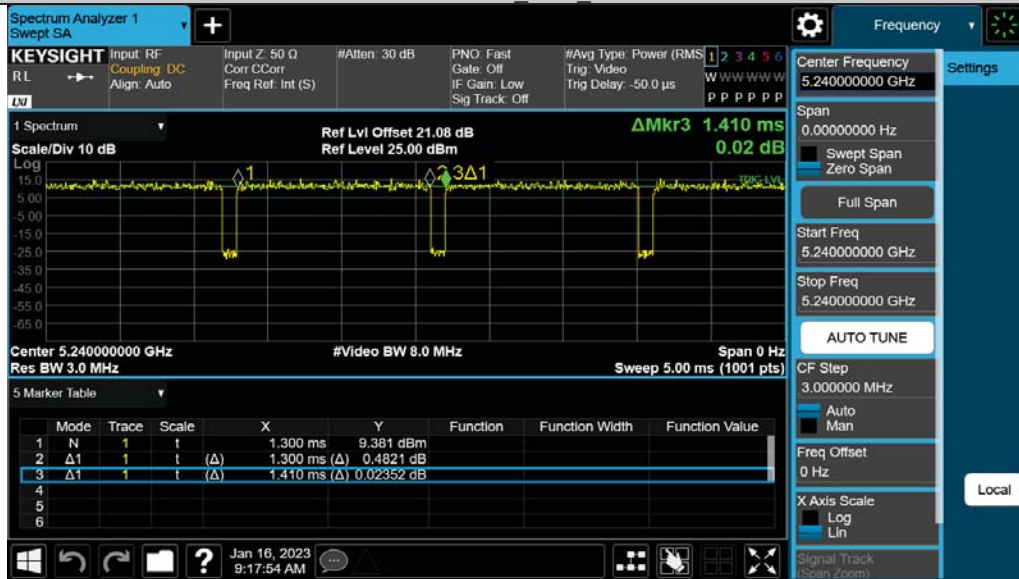 Spectrum Analyzer 1
Swept SA
Frequency
KEYSIGHT Input: RF Input Z: 50 Ω #Atten: 30 dB PNO: Fast #Avg Type: Power (RMS 1 2 3 4 5 6
RL Coupling: DC Corr CCorr Gate: Off Trig: Video W W W W W W
Align: Auto Freq Ref: Int (S) IF Gain: Low Trig Delay: -50.0 µs
LXI Sig Track: Off P P P P P P
1 Spectrum Ref Lvl Offset 21.08 dB ΔMkr3 1.410 ms
Scale/Div 10 dB Ref Level 25.00 dBm 0.02 dB
Log
15.0 1 2 3Δ1 TRIG LVL
5.00
-5.00
-15.0
-25.0
-35.0
-45.0
-55.0
-65.0
Center 5.240000000 GHz #Video BW 8.0 MHz Span 0 Hz
Res BW 3.0 MHz Sweep 5.00 ms (1001 pts)
5 Marker Table
Mode Trace Scale X Y Function Function Width Function Value
1 N 1 t 1.300 ms 9.381 dBm
2 Δ1 1 t (Δ) 1.300 ms (Δ) 0.4821 dB
3 Δ1 1 t (Δ) 1.410 ms (Δ) 0.02352 dB
4
5
6
? Jan 16, 2023
9:17:54 AM
Center Frequency
5.240000000 GHz
Span
0.00000000 Hz
Swept Span
Zero Span
Full Span
Start Freq
5.240000000 GHz
Stop Freq
5.240000000 GHz
AUTO TUNE
CF Step
3.000000 MHz
Auto
Man
Freq Offset
0 Hz
X Axis Scale
Log
Lin
Signal Track
(Span Zoom)
Settings
Local